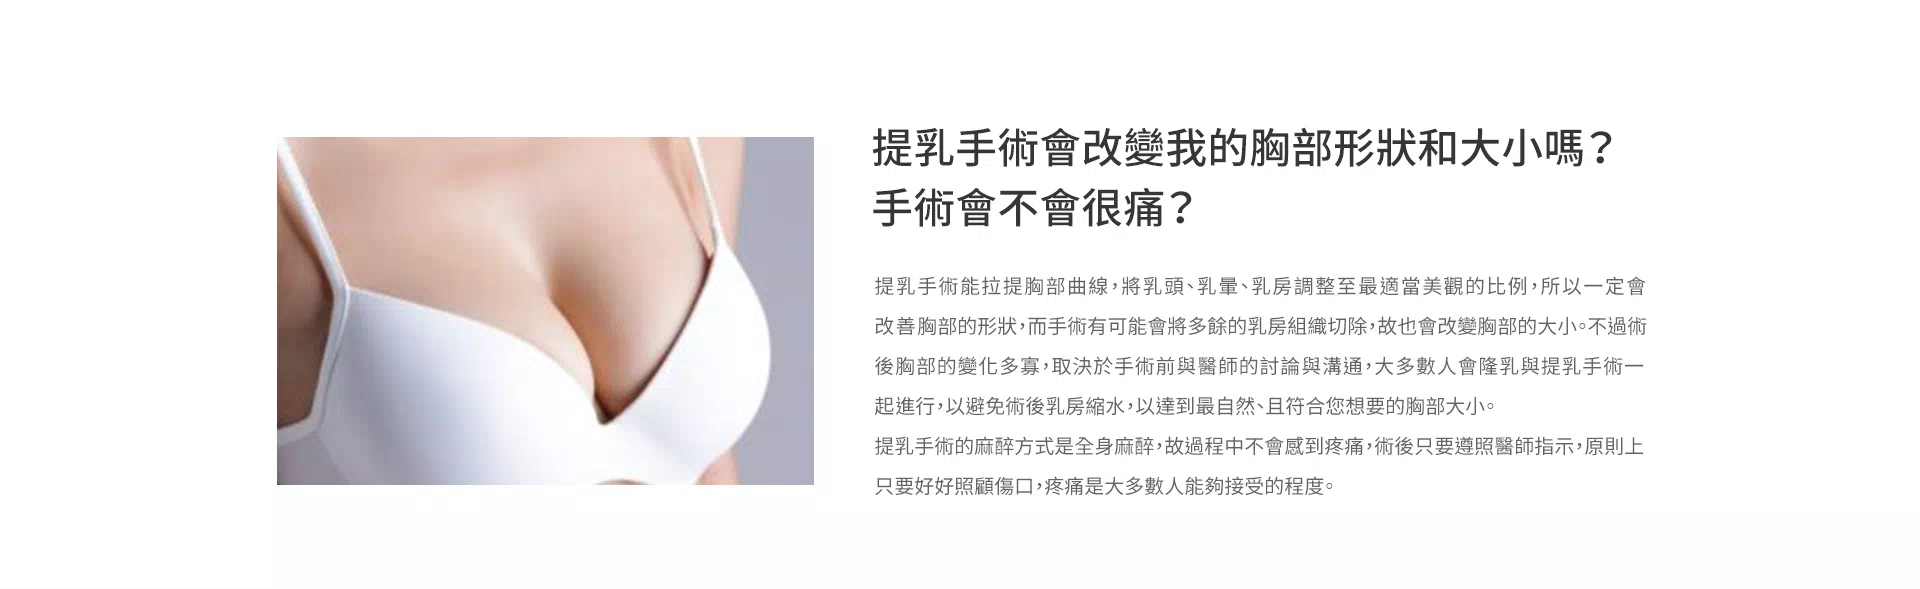 提乳手術會改變我的胸部形狀和大小嗎？
手術會不會很痛？
提乳手術能拉提胸部曲線，將乳頭、乳暈、乳房調整至最適當美觀的比例，所以一定會
改善胸部的形狀，而手術有可能會將多餘的乳房組織切除，故也會改變胸部的大小。不過術
後胸部的變化多寡，取決於手術前與醫師的討論與溝通，大多數人會隆乳與提乳手術一
起進行，以避免術後乳房縮水，以達到最自然、且符合您想要的胸部大小。
提乳手術的麻醉方式是全身麻醉，故過程中不會感到疼痛，術後只要遵照醫師指示，原則上
只要好好照顧傷口，疼痛是大多數人能夠接受的程度。